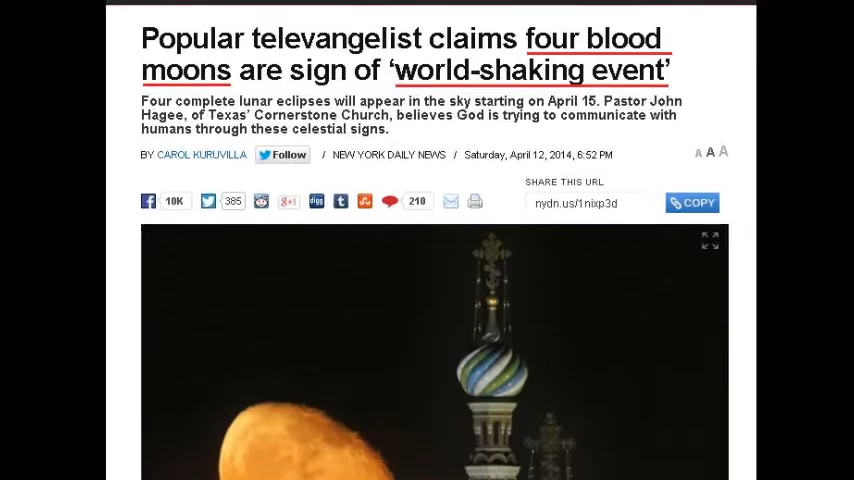 Popular televangelist claims four blood
moons are sign of ‘world-shaking event’
Four complete lunar eclipses will appear in the sky starting on April 15. Pastor John
Hagee, of Texas’ Cornerstone Church, believes God is trying to communicate with
humans through these celestial signs.
BY CAROL KURUVILLA Follow / NEW YORK DAILY NEWS / Saturday, April 12, 2014, 6:52 PM A A A
SHARE THIS URL
f 10K 385 g+1 digg t 210 nydn.us/1nixp3d COPY